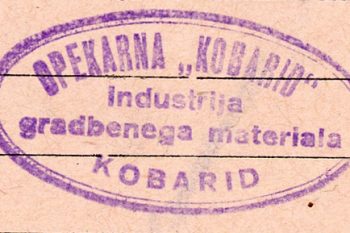 OPEKARNA „KOBARID"
Industrija
gradbenega materiala
KOBARID